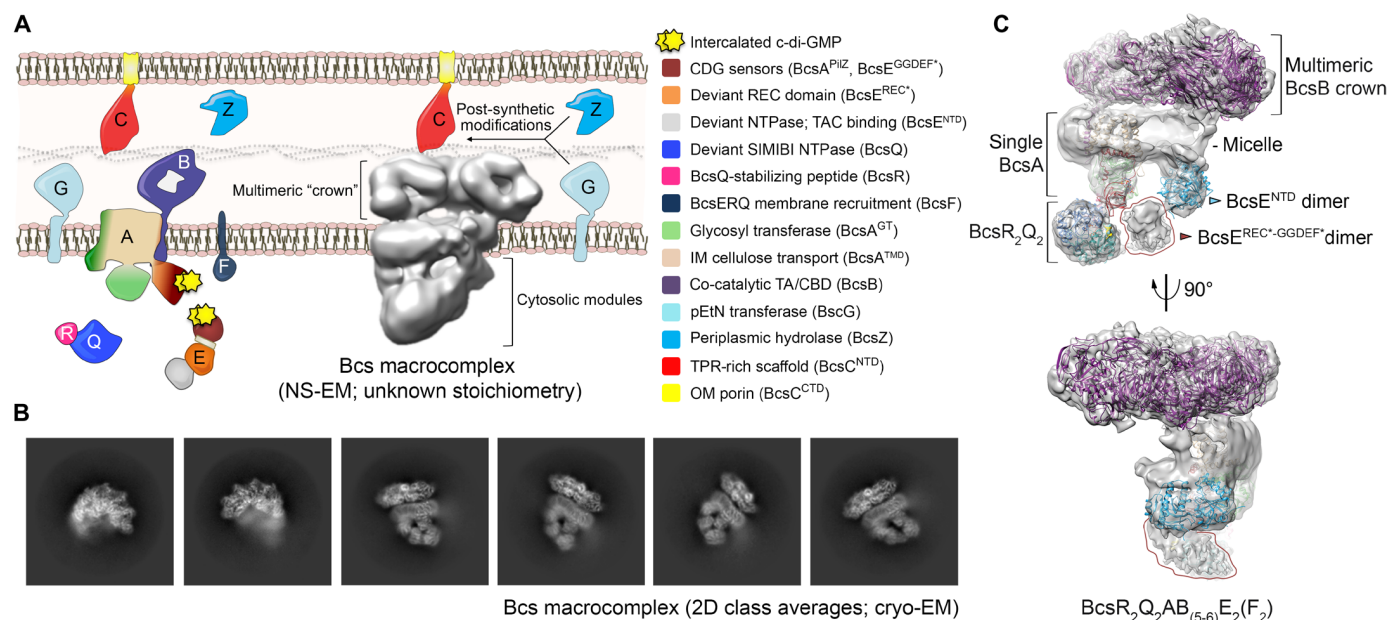 A
C
Z
C
Post-synthetic
modifications
Z
B
G
Multimeric “crown”
G
A
F
Cytosolic modules
R
Q
E
Bcs macrocomplex
(NS-EM; unknown stoichiometry)
Intercalated c-di-GMP
CDG sensors (BcsA^PilZ, BcsE^GGDEF*)
Deviant REC domain (BcsE^REC*)
Deviant NTPase; TAC binding (BcsE^NTD)
Deviant SIMIBI NTPase (BcsQ)
BcsQ-stabilizing peptide (BcsR)
BcsERQ membrane recruitment (BcsF)
Glycosyl transferase (BcsA^GT)
IM cellulose transport (BcsA^TMD)
Co-catalytic TA/CBD (BcsB)
pEtN transferase (BscG)
Periplasmic hydrolase (BcsZ)
TPR-rich scaffold (BcsC^NTD)
OM porin (BcsC^CTD)
B
Bcs macrocomplex (2D class averages; cryo-EM)
C
Multimeric
BcsB crown
Single
BcsA
- Micelle
BcsE^NTD dimer
BcsR₂Q₂
BcsE^REC*-GGDEF* dimer
90°
BcsR₂Q₂AB₍₅₋₆₎E₂(F₂)